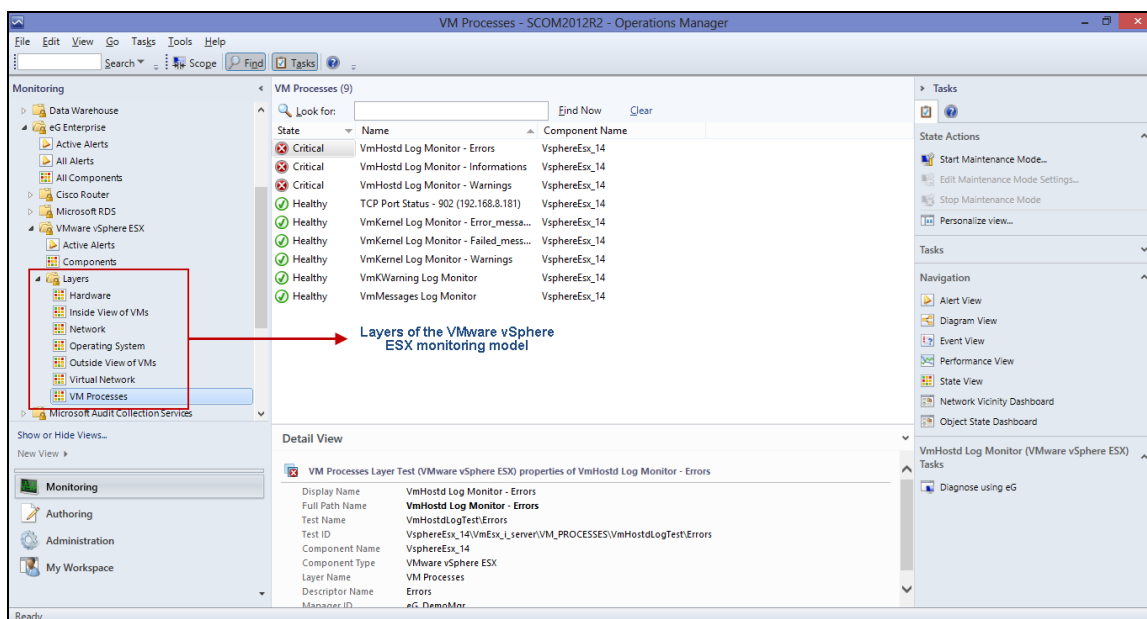 VM Processes - SCOM2012R2 - Operations Manager
File Edit View Go Tasks Tools Help
Search Scope Find Tasks
Monitoring
Data Warehouse
eG Enterprise
Active Alerts
All Alerts
All Components
Cisco Router
Microsoft RDS
VMware vSphere ESX
Active Alerts
Components
Layers
Hardware
Inside View of VMs
Network
Operating System
Outside View of VMs
Virtual Network
VM Processes
Microsoft Audit Collection Services
Show or Hide Views...
New View
Monitoring
Authoring
Administration
My Workspace
Ready
VM Processes (9)
Look for: Find Now Clear
State Name Component Name
Critical VmHostd Log Monitor - Errors VsphereEsx_14
Critical VmHostd Log Monitor - Informations VsphereEsx_14
Critical VmHostd Log Monitor - Warnings VsphereEsx_14
Healthy TCP Port Status - 902 (192.168.8.181) VsphereEsx_14
Healthy VmKernel Log Monitor - Error_messa... VsphereEsx_14
Healthy VmKernel Log Monitor - Failed_mess... VsphereEsx_14
Healthy VmKernel Log Monitor - Warnings VsphereEsx_14
Healthy VmKWarning Log Monitor VsphereEsx_14
Healthy VmMessages Log Monitor VsphereEsx_14
Layers of the VMware vSphere
ESX monitoring model
Detail View
VM Processes Layer Test (VMware vSphere ESX) properties of VmHostd Log Monitor - Errors
Display Name VmHostd Log Monitor - Errors
Full Path Name VmHostd Log Monitor - Errors
Test Name VmHostdLogTest\Errors
Test ID VsphereEsx_14\VmEsx_i_server\VM_PROCESSES\VmHostdLogTest\Errors
Component Name VsphereEsx_14
Component Type VMware vSphere ESX
Layer Name VM Processes
Descriptor Name Errors
Manager ID eG_DemoMgr
Tasks
State Actions
Start Maintenance Mode...
Edit Maintenance Mode Settings...
Stop Maintenance Mode
Personalize view...
Tasks
Navigation
Alert View
Diagram View
Event View
Performance View
State View
Network Vicinity Dashboard
Object State Dashboard
VmHostd Log Monitor (VMware vSphere ESX)
Tasks
Diagnose using eG